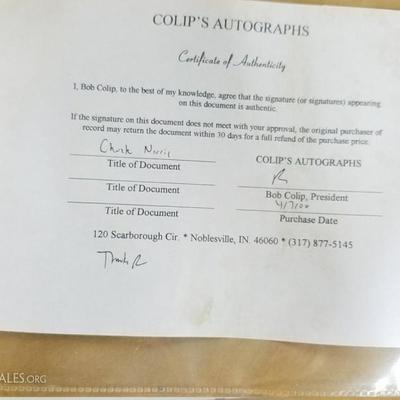 COLIP'S AUTOGRAPHS
Certificate of Authenticity
I, Bob Colip, to the best of my knowledge, agree that the signature (or signatures) appearing
on this document is authentic.
If the signature on this document does not meet with your approval, the original purchaser of
record may return the document within 30 days for a full refund of the purchase price.
Chuck Norris
Title of Document
COLIP'S AUTOGRAPHS
Title of Document
Bob Colip, President
Title of Document
Purchase Date
120 Scarborough Cir. * Noblesville, IN. 46060 * (317) 877-5145
Thanks
ALES.ORG